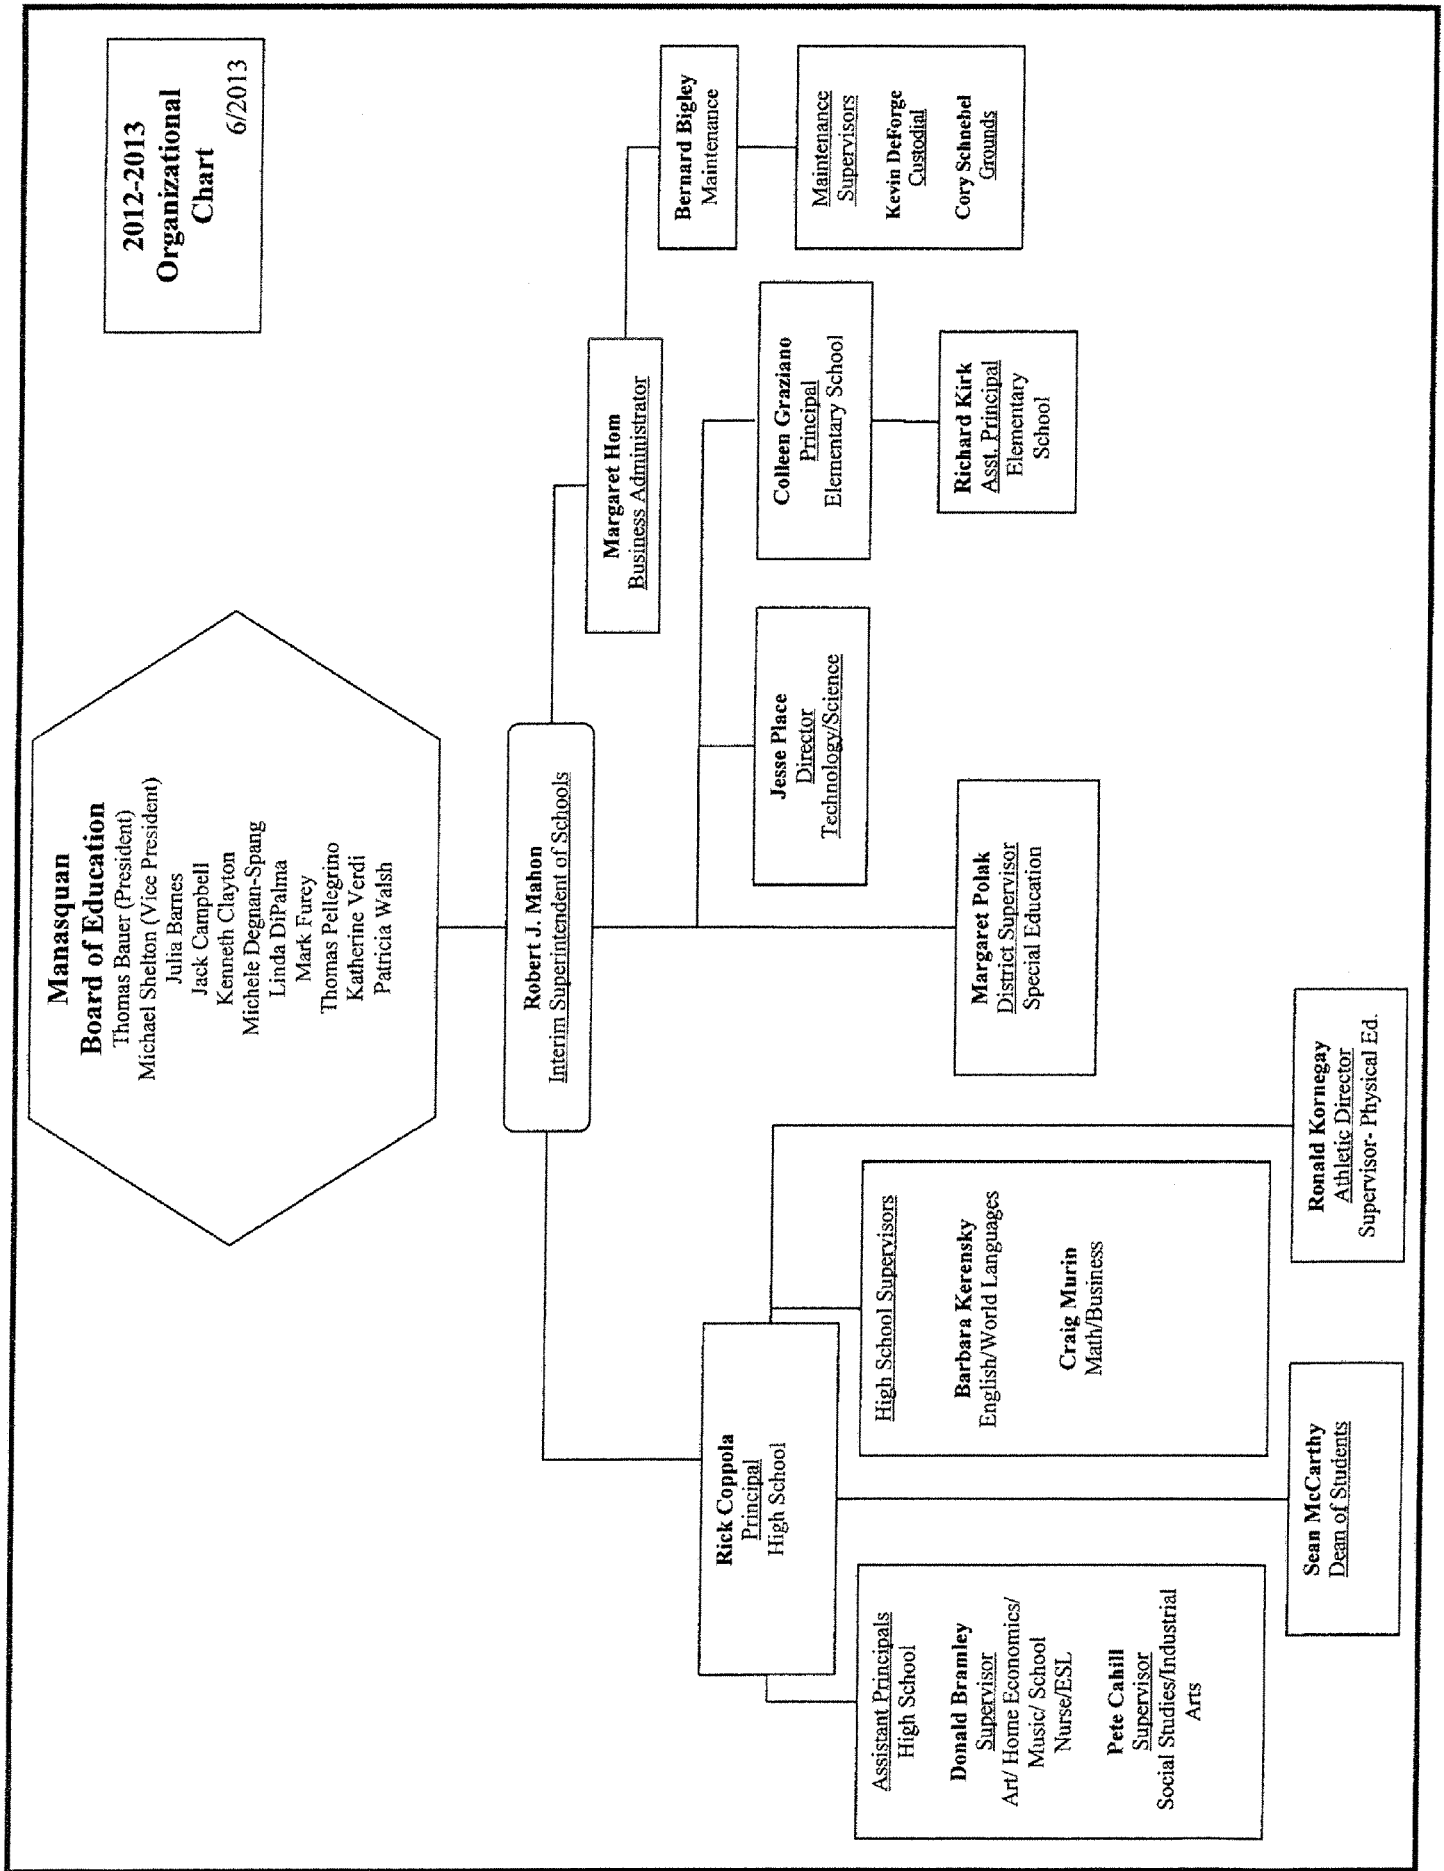 2012-2013
Organizational
Chart
6/2013
Manasquan
Board of Education
Thomas Bauer (President)
Michael Shelton (Vice President)
Julia Barnes
Jack Campbell
Kenneth Clayton
Michele Degnan-Spang
Linda DiPalma
Mark Furey
Thomas Pellegrino
Katherine Verdi
Patricia Walsh
Robert J. Mahon
Interim Superintendent of Schools
Margaret Hom
Business Administrator
Bernard Bigley
Maintenance
Maintenance
Supervisors
Kevin DeForge
Custodial
Cory Schnebel
Grounds
Rick Coppola
Principal
High School
Jesse Place
Director
Technology/Science
Colleen Graziano
Principal
Elementary School
Richard Kirk
Asst. Principal
Elementary
School
Margaret Polak
District Supervisor
Special Education
Assistant Principals
High School
Donald Bramley
Supervisor
Art/ Home Economics/
Music/ School
Nurse/ESL
Pete Cahill
Supervisor
Social Studies/Industrial
Arts
High School Supervisors
Barbara Kerensky
English/World Languages
Craig Murin
Math/Business
Sean McCarthy
Dean of Students
Ronald Kornegay
Athletic Director
Supervisor- Physical Ed.